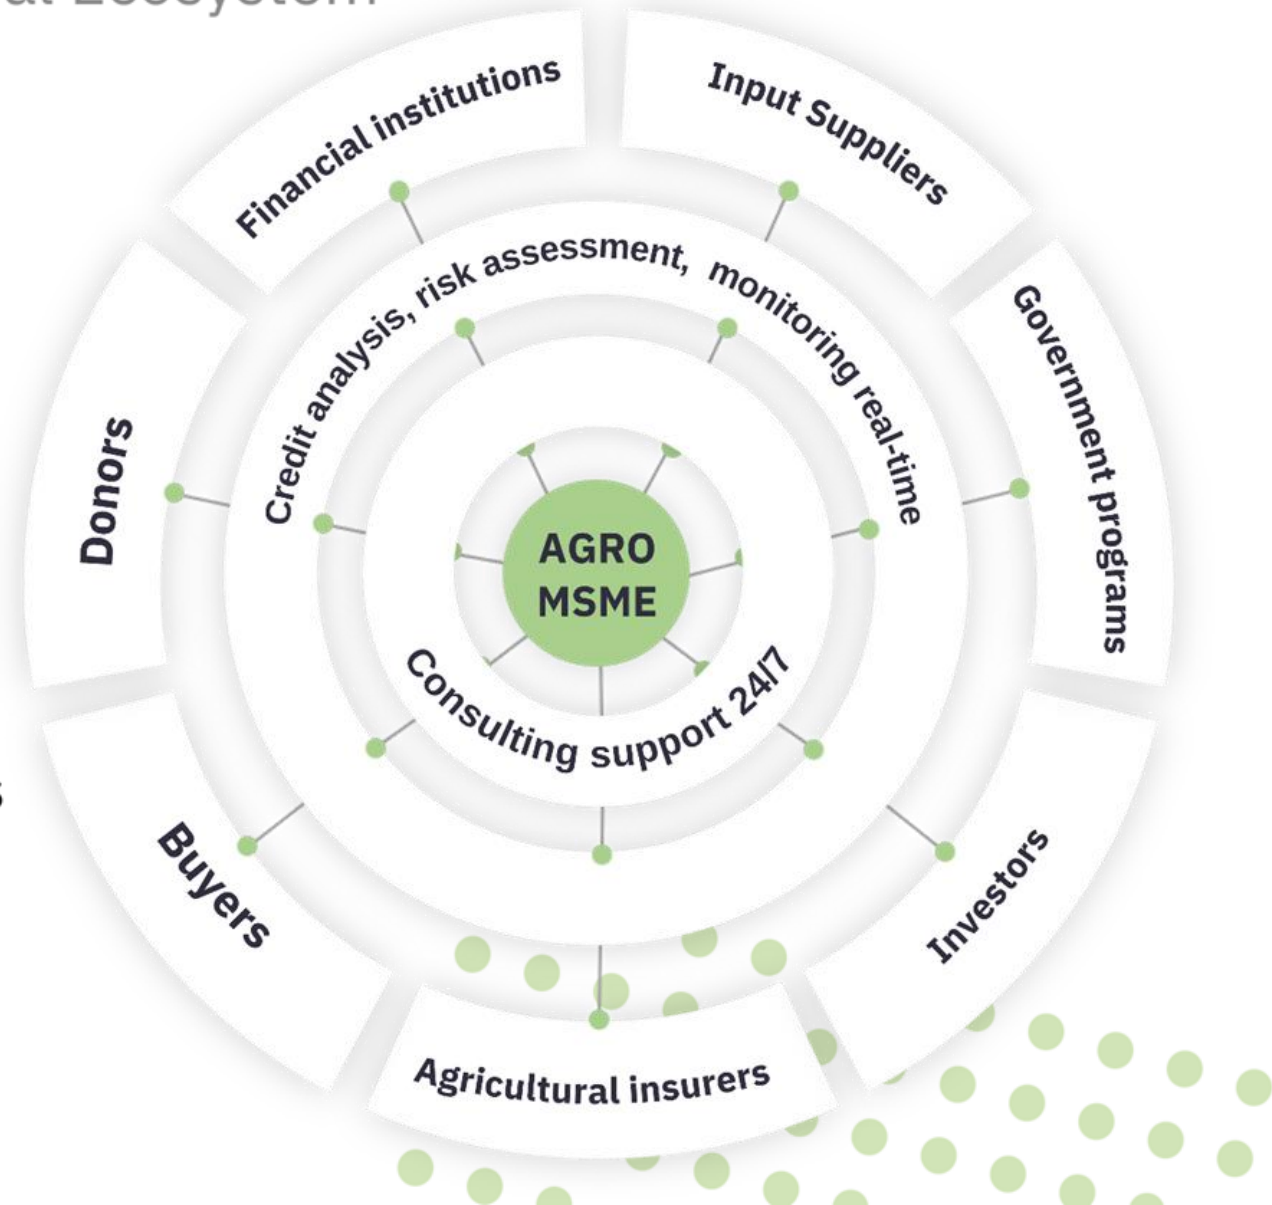 Ecosystem
Financial institutions
Input Suppliers
Government programs
Investors
Agricultural insurers
Buyers
Donors
Credit analysis, risk assessment, monitoring real-time
Consulting support 24/7
AGRO
MSME